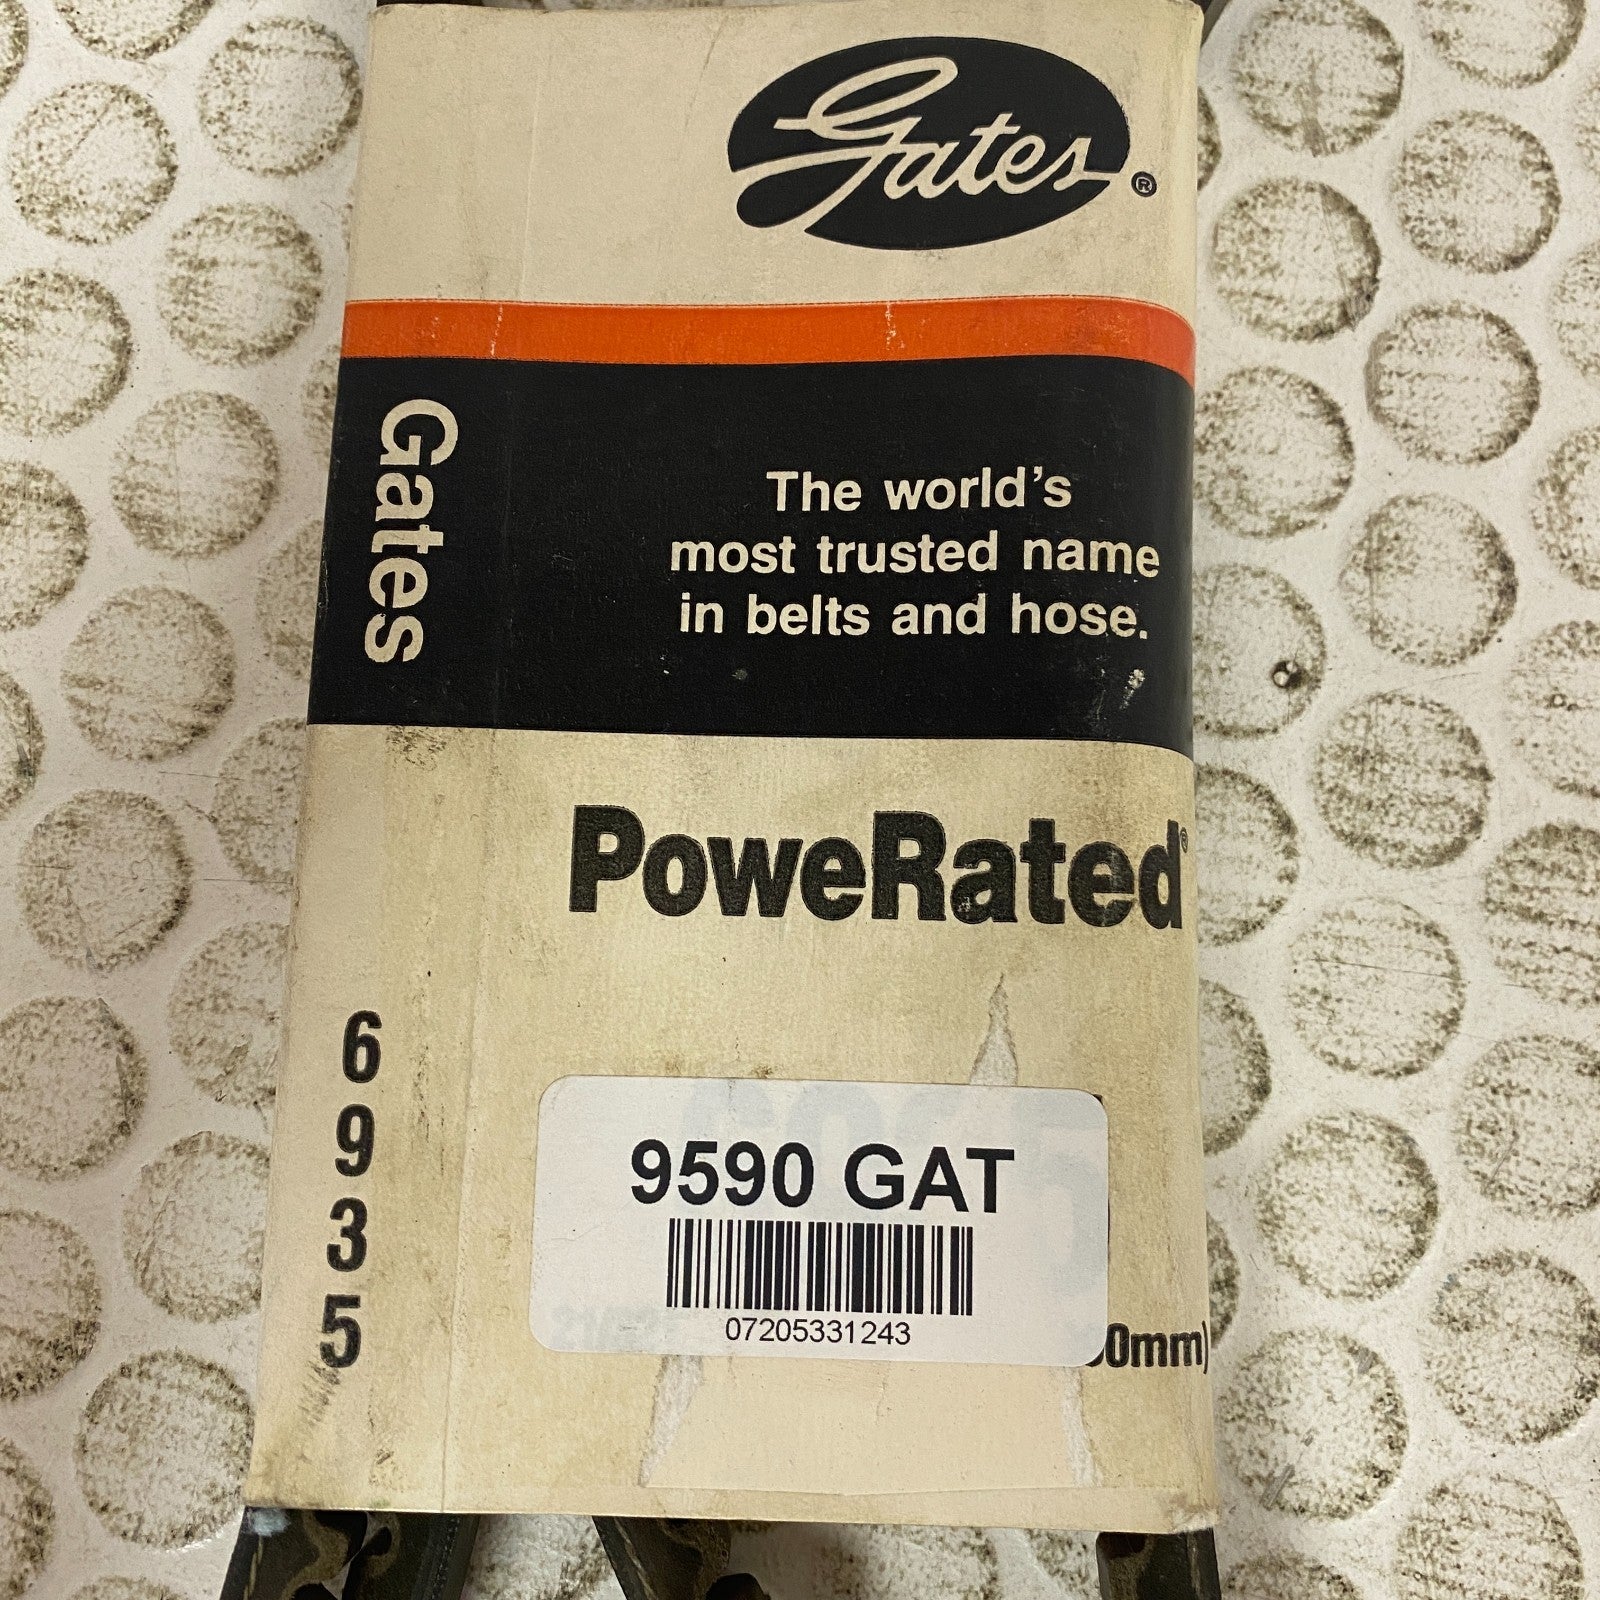 Gates®
Gates
The world's
most trusted name
in belts and hose.
PoweRated®
6
9
3
5
9590 GAT
07205331243
0mm)